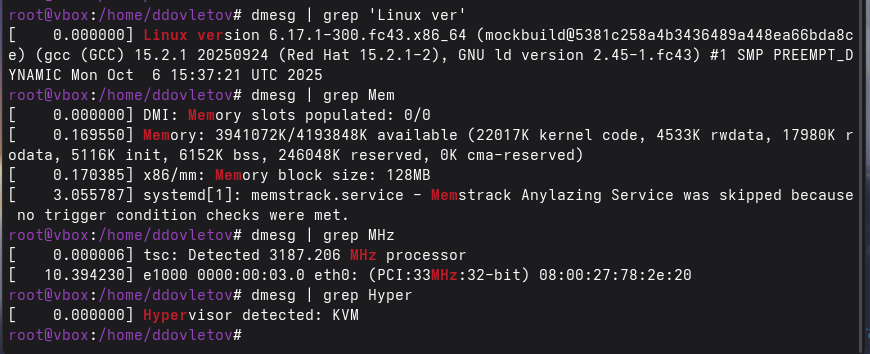 root@vbox:/home/ddovletov# dmesg | grep 'Linux ver'
[    0.000000] Linux version 6.17.1-300.fc43.x86_64 (mockbuild@5381c258a4b3436489a448ea66bda8c
e) (gcc (GCC) 15.2.1 20250924 (Red Hat 15.2.1-2), GNU ld version 2.45-1.fc43) #1 SMP PREEMPT_D
YNAMIC Mon Oct  6 15:37:21 UTC 2025
root@vbox:/home/ddovletov# dmesg | grep Mem
[    0.000000] DMI: Memory slots populated: 0/0
[    0.169550] Memory: 3941072K/4193848K available (22017K kernel code, 4533K rwdata, 17980K r
odata, 5116K init, 6152K bss, 246048K reserved, 0K cma-reserved)
[    0.170385] x86/mm: Memory block size: 128MB
[    3.055787] systemd[1]: memstrack.service - Memstrack Anylazing Service was skipped because
 no trigger condition checks were met.
root@vbox:/home/ddovletov# dmesg | grep MHz
[    0.000006] tsc: Detected 3187.206 MHz processor
[   10.394230] e1000 0000:00:03.0 eth0: (PCI:33MHz:32-bit) 08:00:27:78:2e:20
root@vbox:/home/ddovletov# dmesg | grep Hyper
[    0.000000] Hypervisor detected: KVM
root@vbox:/home/ddovletov#